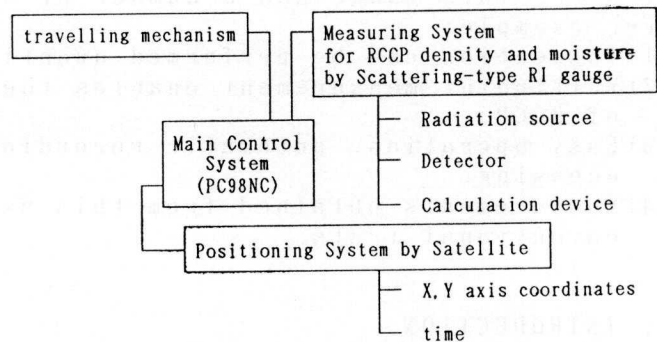 travelling mechanism
Measuring System
for RCCP density and moisture
by Scattering-type RI gauge
Radiation source
Detector
Calculation device
Main Control
System
(PC98NC)
Positioning System by Satellite
X,Y axis coordinates
time